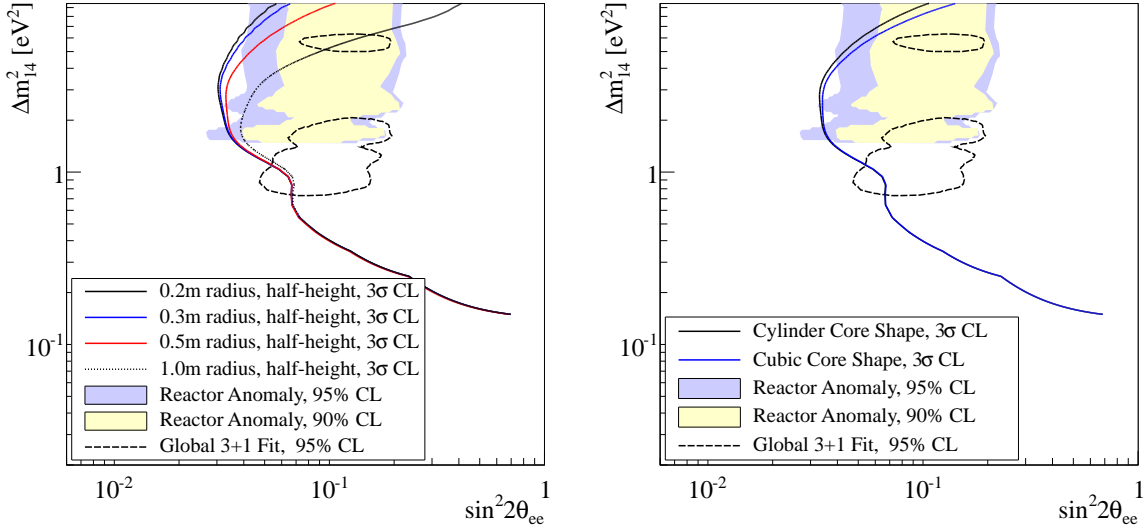 Δm²₁₄ [eV²]
1
10⁻¹
0.2m radius, half-height, 3σ CL
0.3m radius, half-height, 3σ CL
0.5m radius, half-height, 3σ CL
1.0m radius, half-height, 3σ CL
Reactor Anomaly, 95% CL
Reactor Anomaly, 90% CL
Global 3+1 Fit, 95% CL
10⁻² 10⁻¹ 1
sin²2θee
Δm²₁₄ [eV²]
1
10⁻¹
Cylinder Core Shape, 3σ CL
Cubic Core Shape, 3σ CL
Reactor Anomaly, 95% CL
Reactor Anomaly, 90% CL
Global 3+1 Fit, 95% CL
10⁻² 10⁻¹ 1
sin²2θee